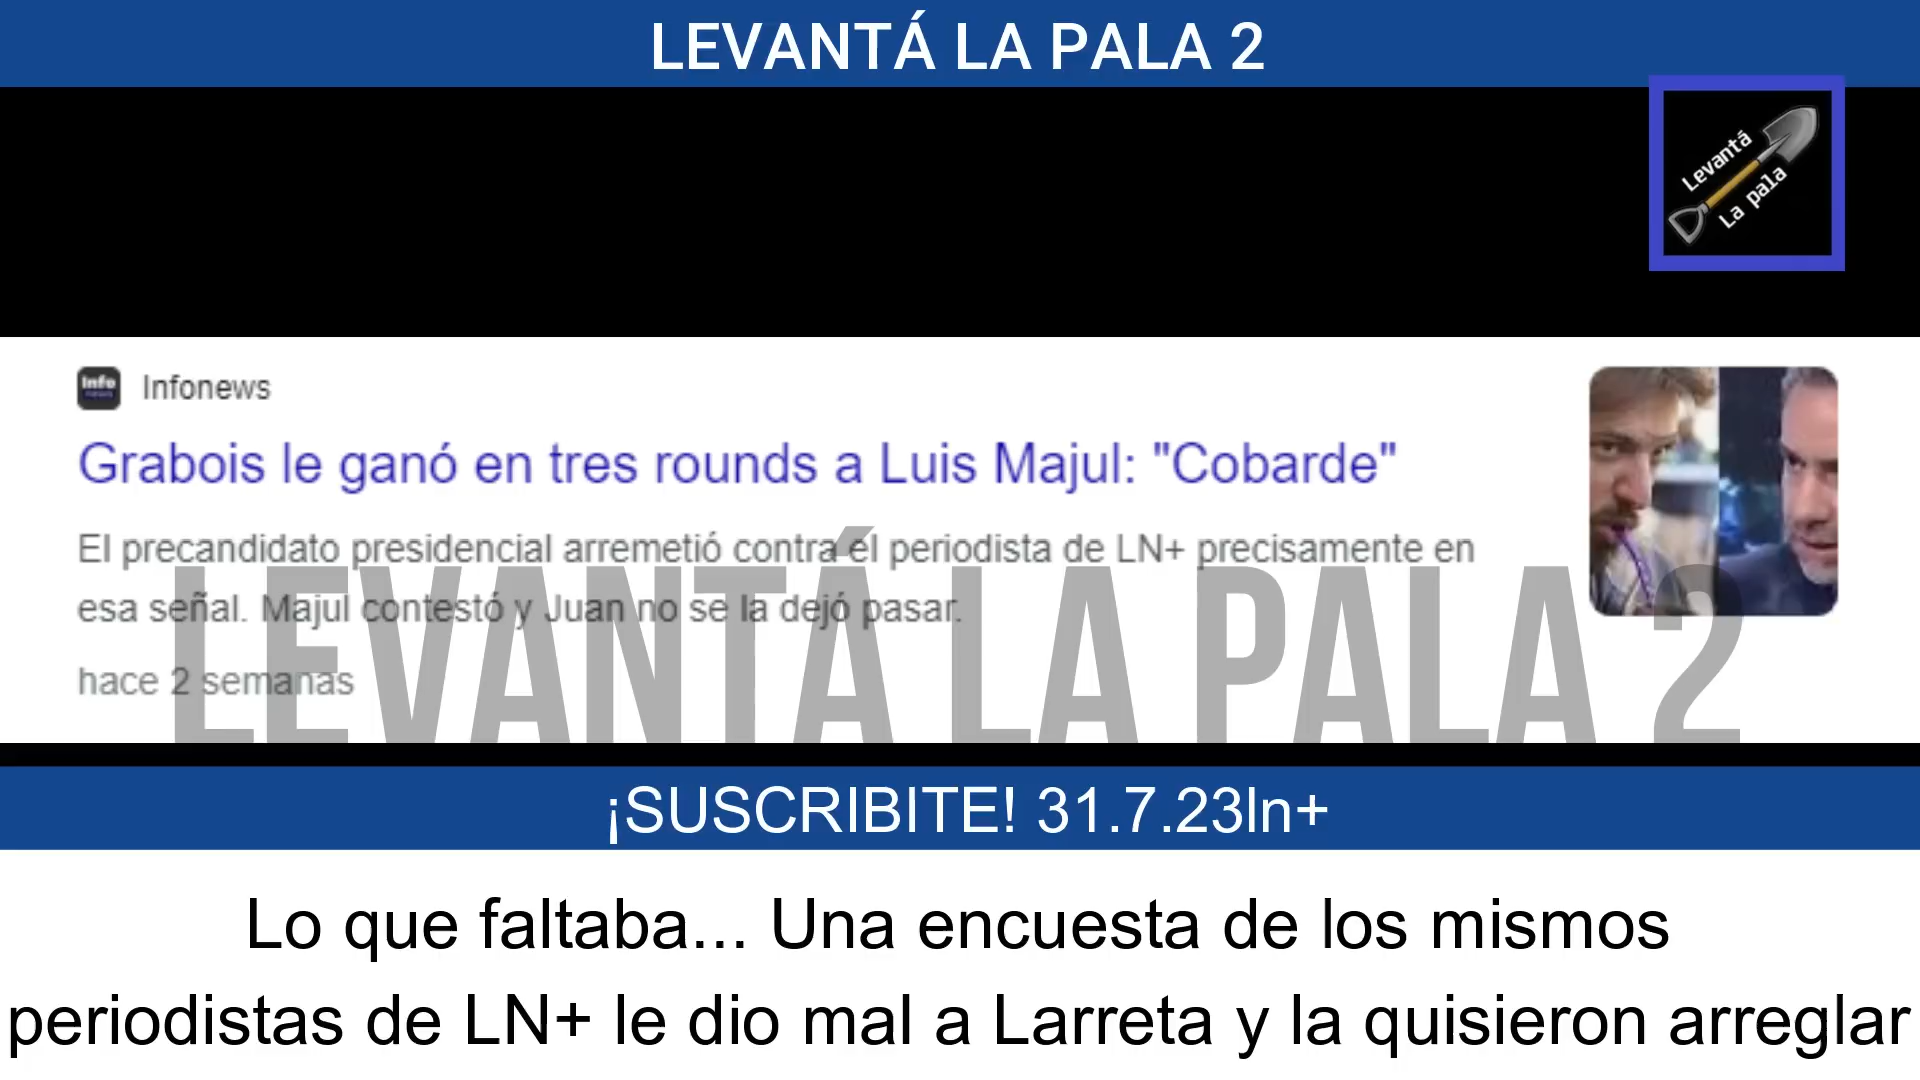 LEVANTÁ LA PALA 2
Levantá
La pala
Info
Infonews
Grabois le ganó en tres rounds a Luis Majul: "Cobarde"
El precandidato presidencial arremetió contra él periodista de LN+ precisamente en
esa señal. Majul contestó y Juan no se la dejó pasar.
hace 2 semanas
LEVANTÁ LA PALA 2
¡SUSCRIBITE! 31.7.23ln+
Lo que faltaba... Una encuesta de los mismos
periodistas de LN+ le dio mal a Larreta y la quisieron arreglar